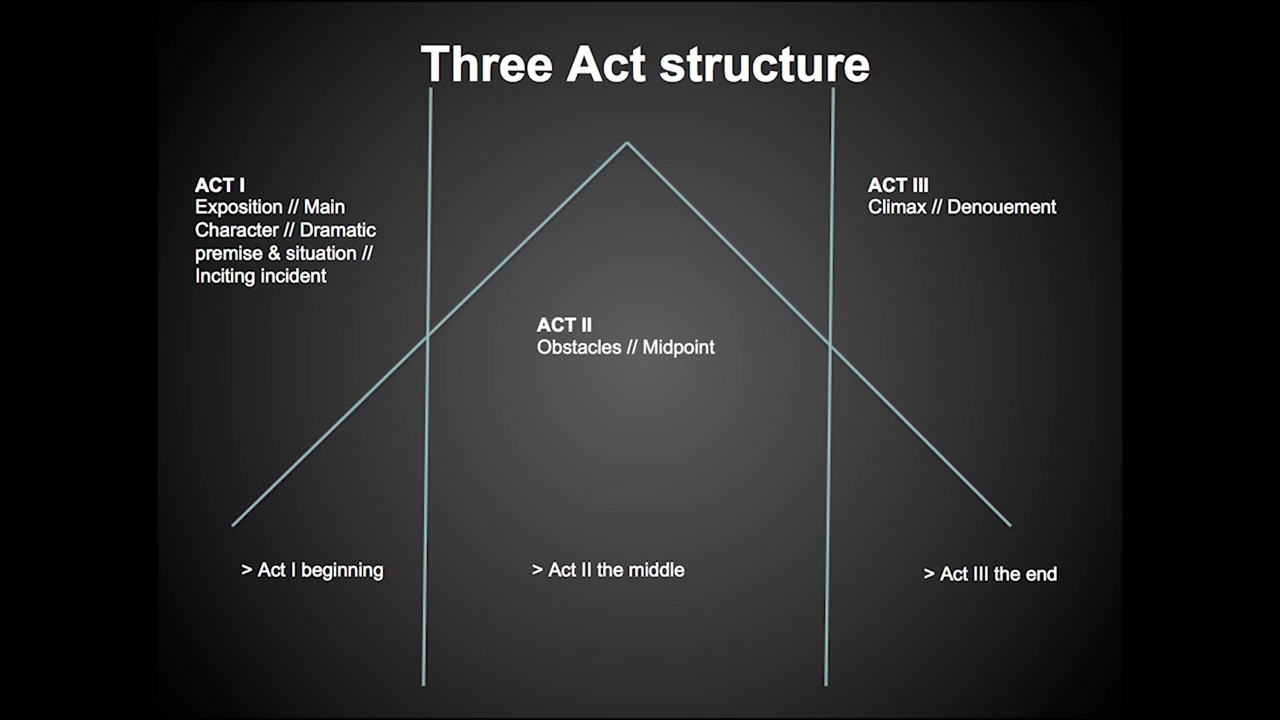 Three Act structure
ACT I
Exposition // Main
Character // Dramatic
premise & situation //
Inciting incident
ACT II
Obstacles // Midpoint
ACT III
Climax // Denouement
> Act I beginning
> Act II the middle
> Act III the end